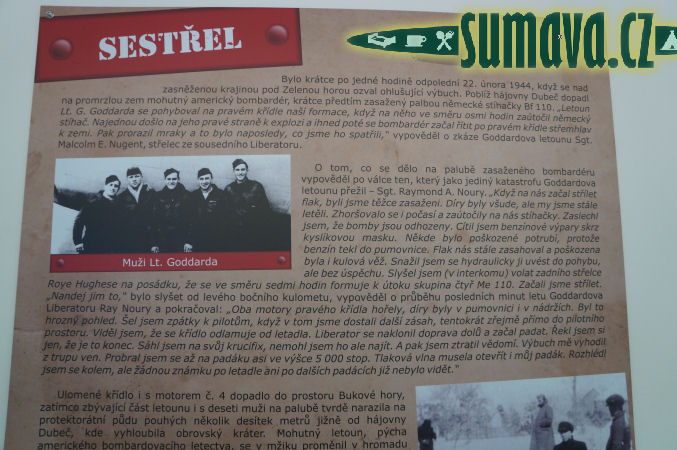 sumava.cz
SESTŘEL
Bylo krátce po jedné hodině odpolední 22. února 1944, když se nad
zasněženou krajinou pod Zelenou horou ozval ohlušující výbuch. Poblíž hájovny Dubeč dopadl
na promrzlou zem mohutný americký bombardér, krátce předtím zasažený palbou německé stíhačky Bf 110. „Letoun
Lt. G. Goddarda se pohyboval na pravém křídle naší formace, když na něho ve směru osmi hodin zaútočil německý
stíhač. Najednou došlo na jeho pravé straně k explozi a ihned poté se bombardér začal řítit po pravém křídle střemhlav
k zemi. Pak prorazil mraky a to bylo naposledy, co jsme ho spatřili,“ vypověděl o zkáze Goddardova letounu Sgt.
Malcolm E. Nugent, střelec ze sousedního Liberatoru.
O tom, co se dělo na palubě zasaženého bombardéru
vypověděl po válce ten, který jako jediný katastrofu Goddardova
letounu přežil – Sgt. Raymond A. Noury. „Když na nás začal střílet
flak, byli jsme těžce zasaženi. Díry byly všude, ale my jsme stále
letěli. Zhoršovalo se i počasí a zaútočily na nás stíhačky. Zaslechl
jsem, že bomby jsou odhozeny. Cítil jsem benzínové výpary skrz
kyslíkovou masku. Někde bylo poškozené potrubí, protože
benzín tekl do pumovnice. Flak nás stále zasahoval a poškozena
byla i kulová věž. Snažil jsem se hydraulicky ji uvést do pohybu,
ale bez úspěchu. Slyšel jsem (v interkomu) volat zadního střelce
Muži Lt. Goddarda
Roye Hughese na posádku, že se ve směru sedmi hodin formuje k útoku skupina čtyř Me 110. Začali jsme střílet.
„Nandej jim to,“ bylo slyšet od levého bočního kulometu, vypověděl o průběhu posledních minut letu Goddardova
Liberatoru Ray Noury a pokračoval: „Oba motory pravého křídla hořely, díry byly v pumovnici i v nádržích. Byl to
hrozný pohled. Šel jsem zpátky k pilotům, když v tom jsme dostali další zásah, tentokrát zřejmě přímo do pilotního
prostoru. Viděl jsem, že se křídlo odlamuje od letadla. Liberator se naklonil doprava dolů a začal padat. Řekl jsem si
jen, že je to konec. Sáhl jsem na svůj krucifix, nemohl jsem ho ale najít. A pak jsem ztratil vědomí. Výbuch mě vyhodil
z trupu ven. Probral jsem se až na padáku asi ve výšce 5 000 stop. Tlaková vlna musela otevřít i můj padák. Rozhlédl
jsem se kolem, ale žádnou známku po letadle ani po dalších padácích již nebylo vidět.“
Ulomené křídlo i s motorem č. 4 dopadlo do prostoru Bukové hory,
zatímco zbývající část letounu i s deseti muži na palubě tvrdě narazila na
protektorátní půdu pouhých několik desítek metrů jižně od hájovny
Dubeč, kde vyhloubila obrovský kráter. Mohutný letoun, pýcha
amerického bombardovacího letectva, se v mžiku proměnil v hromadu